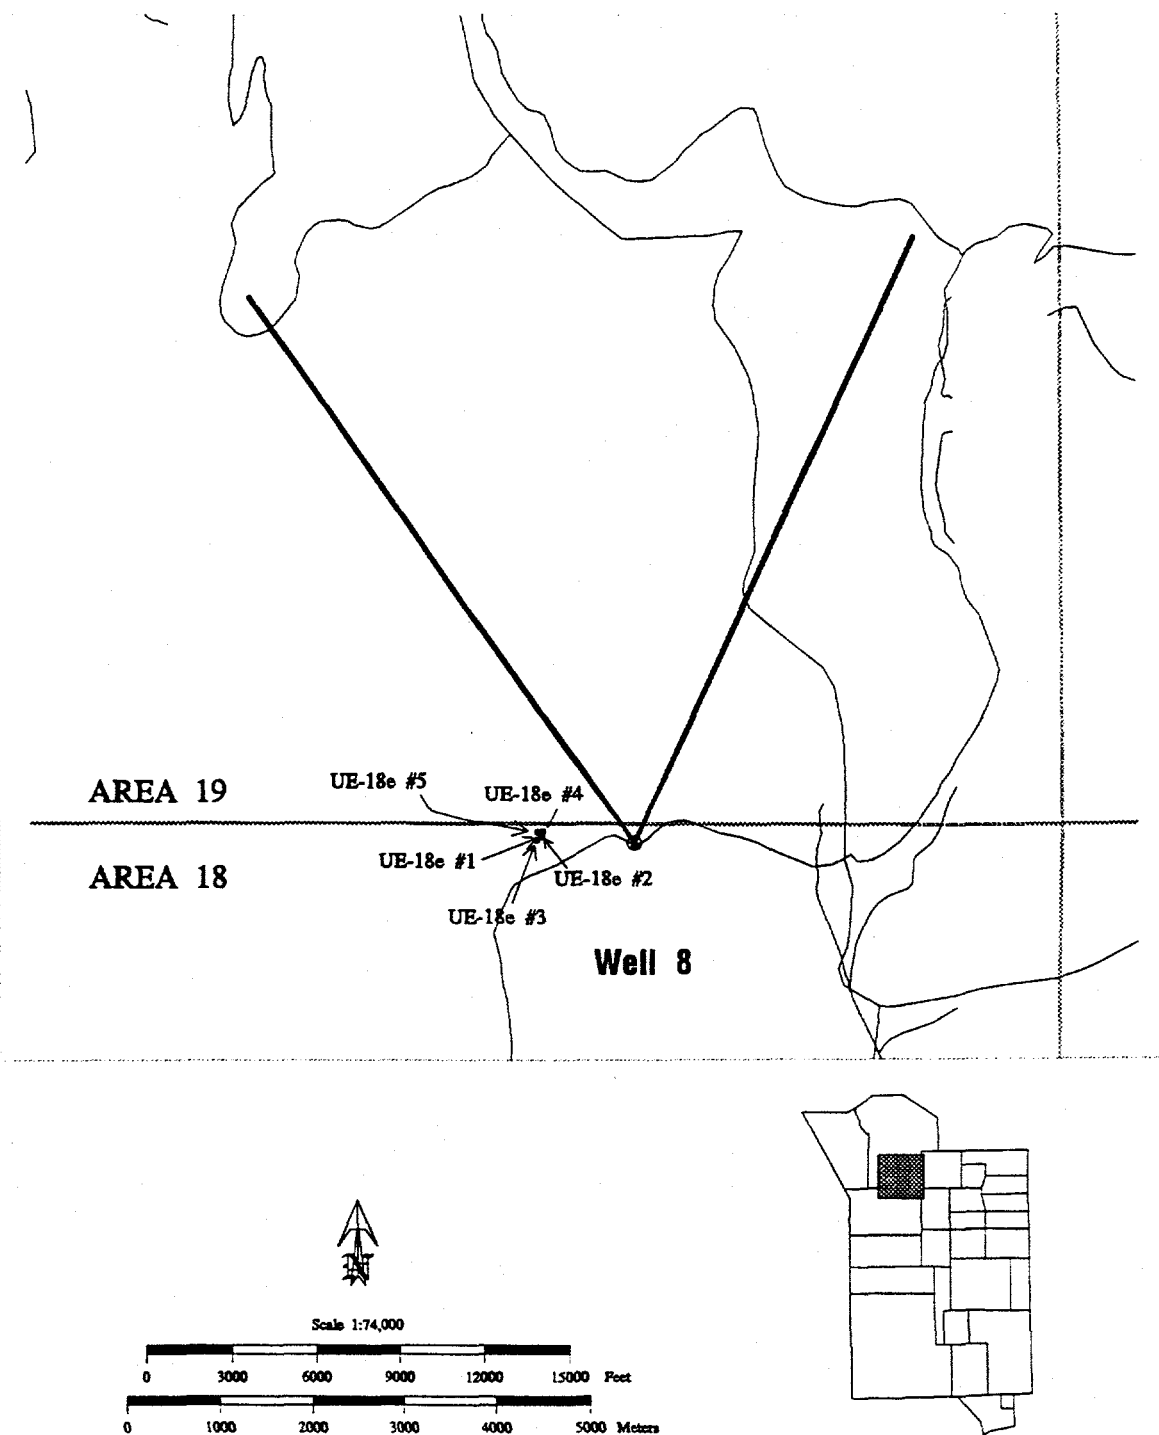 UE-18e #5
AREA 19
UE-18e #4
UE-18e #1
AREA 18
UE-18e #2
UE-18e #3
Well 8
N
Scale 1:74,000
0 3000 6000 9000 12000 15000 Feet
0 1000 2000 3000 4000 5000 Meters